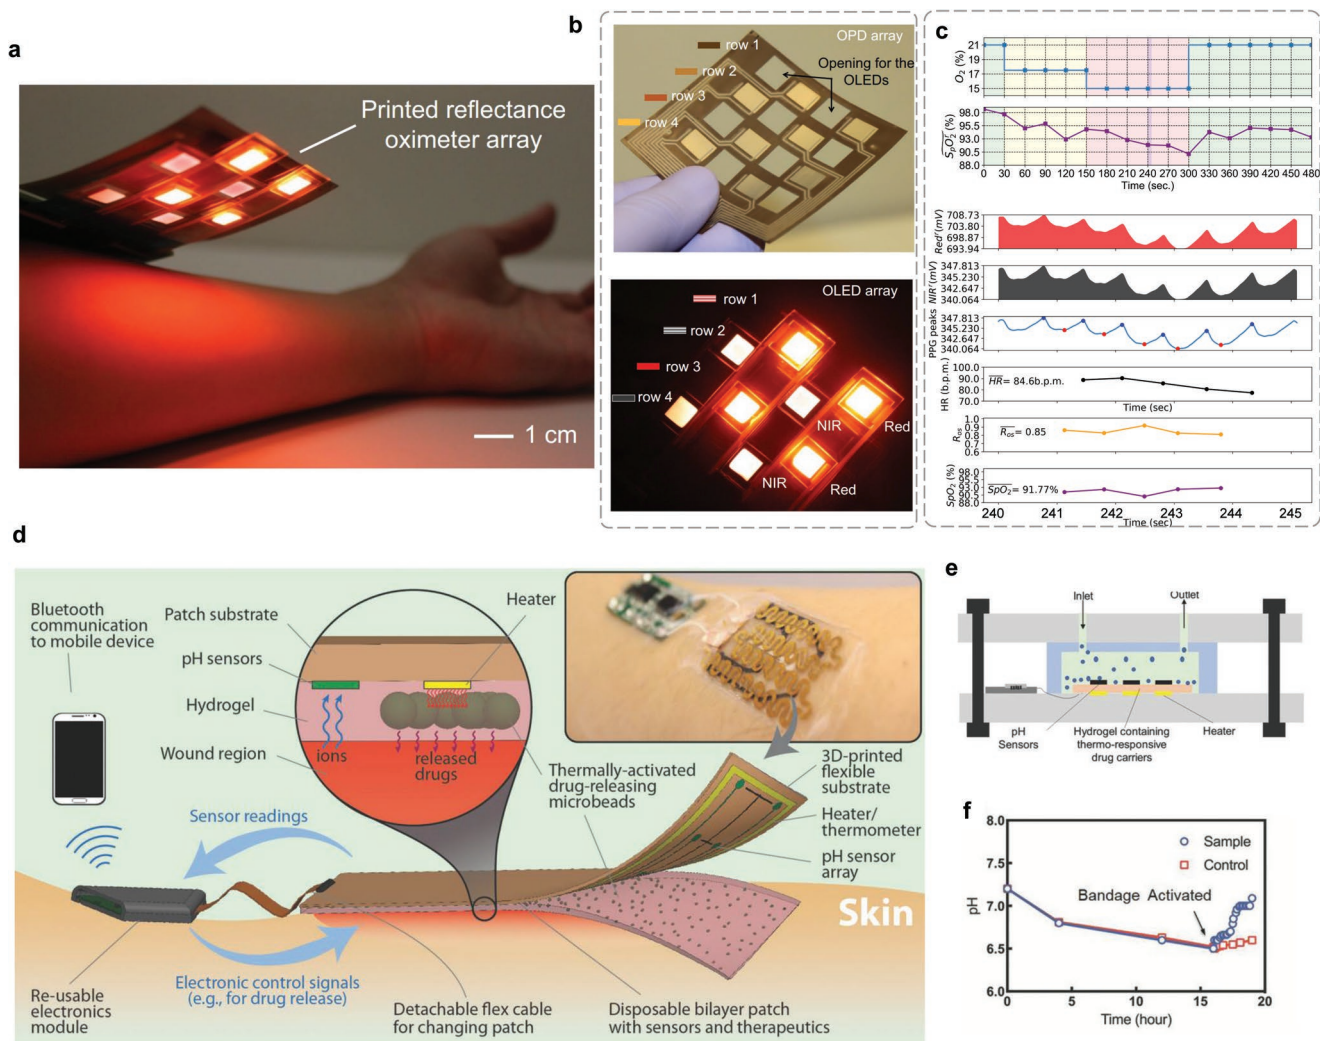 a
Printed reflectance
oximeter array
1 cm
b
OPD array
row 1
row 2
row 3
row 4
Opening for the
OLEDs
OLED array
row 1
row 2
row 3
row 4
NIR
Red
NIR
Red
c
O2 (%)
21
19
17
15
SpO2r (%)
98.0
95.5
93.0
90.5
88.0
0 30 60 90 120 150 180 210 240 270 300 330 360 390 420 450 480
Time (sec.)
Red' (mV)
708.73
703.80
698.87
693.94
NIR' (mV)
347.813
345.230
342.647
340.064
PPG peaks
347.813
345.230
342.647
340.064
HR (b.p.m.)
100.0
90.0
80.0
70.0
HR= 84.6b.p.m.
Time (sec)
Ros
1.0
0.9
0.8
0.6
Ros= 0.85
SpO2 (%)
98.0
95.5
93.0
90.5
88.0
SpO2= 91.77%
240 241 242 243 244 245
Time (sec)
d
Bluetooth
communication
to mobile device
Patch substrate
pH sensors
Hydrogel
Wound region
Heater
ions
released
drugs
Thermally-activated
drug-releasing
microbeads
3D-printed
flexible
substrate
Heater/
thermometer
pH sensor
array
Sensor readings
Skin
Electronic control signals
(e.g., for drug release)
Re-usable
electronics
module
Detachable flex cable
for changing patch
Disposable bilayer patch
with sensors and therapeutics
e
Inlet
Outlet
pH
Sensors
Hydrogel containing
thermo-responsive
drug carriers
Heater
f
pH
8.0
7.5
7.0
6.5
6.0
Sample
Control
Bandage Activated
0 4 8 12 16 20
Time (hour)